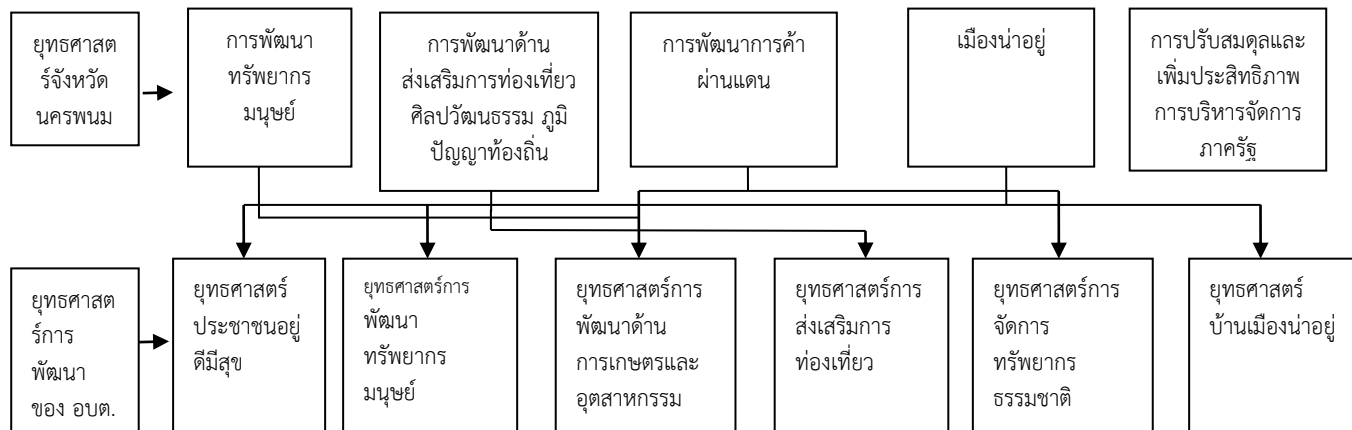 ยุทธศาสต
ร์จังหวัด
นครพนม
การพัฒนา
ทรัพยากร
มนุษย์
การพัฒนาด้าน
ส่งเสริมการท่องเที่ยว
ศิลปวัฒนธรรม ภูมิ
ปัญญาท้องถิ่น
การพัฒนาการค้า
ผ่านแดน
เมืองน่าอยู่
การปรับสมดุลและ
เพิ่มประสิทธิภาพ
การบริหารจัดการ
ภาครัฐ
ยุทธศาสต
ร์การ
พัฒนา
ของ อบต.
ยุทธศาสตร์
ประชาชนอยู่
ดีมีสุข
ยุทธศาสตร์การ
พัฒนา
ทรัพยากร
มนุษย์
ยุทธศาสตร์การ
พัฒนาด้าน
การเกษตรและ
อุตสาหกรรม
ยุทธศาสตร์การ
ส่งเสริมการ
ท่องเที่ยว
ยุทธศาสตร์การ
จัดการ
ทรัพยากร
ธรรมชาติ
ยุทธศาสตร์
บ้านเมืองน่าอยู่